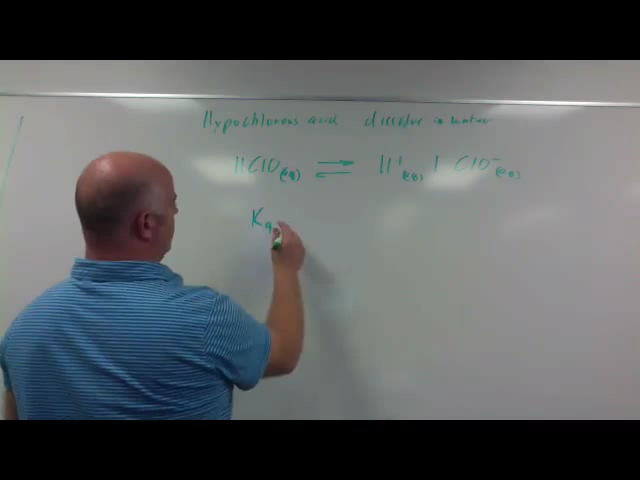 Hypochlorous acid dissolve in water
HClO(aq) ⇌ H⁺(aq) + ClO⁻(aq)
Ka